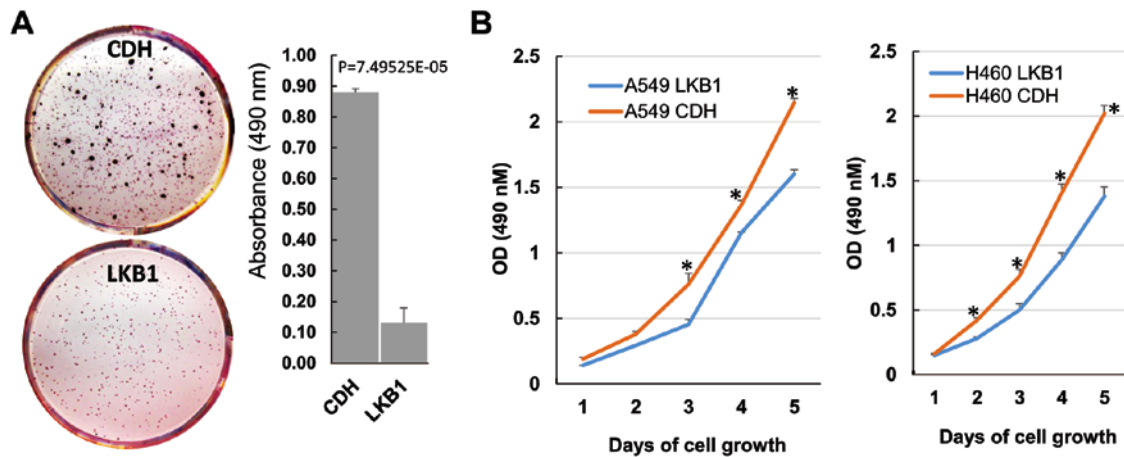 A
CDH
LKB1
Absorbance (490 nm)
1.00
0.90
0.80
0.70
0.60
0.50
0.40
0.30
0.20
0.10
0.00
P=7.49525E-05
CDH
LKB1
B
OD (490 nM)
2.5
2
1.5
1
0.5
0
A549 LKB1
A549 CDH
*
*
*
1 2 3 4 5
Days of cell growth
OD (490 nM)
2.5
2
1.5
1
0.5
0
H460 LKB1
H460 CDH
*
*
*
*
1 2 3 4 5
Days of cell growth